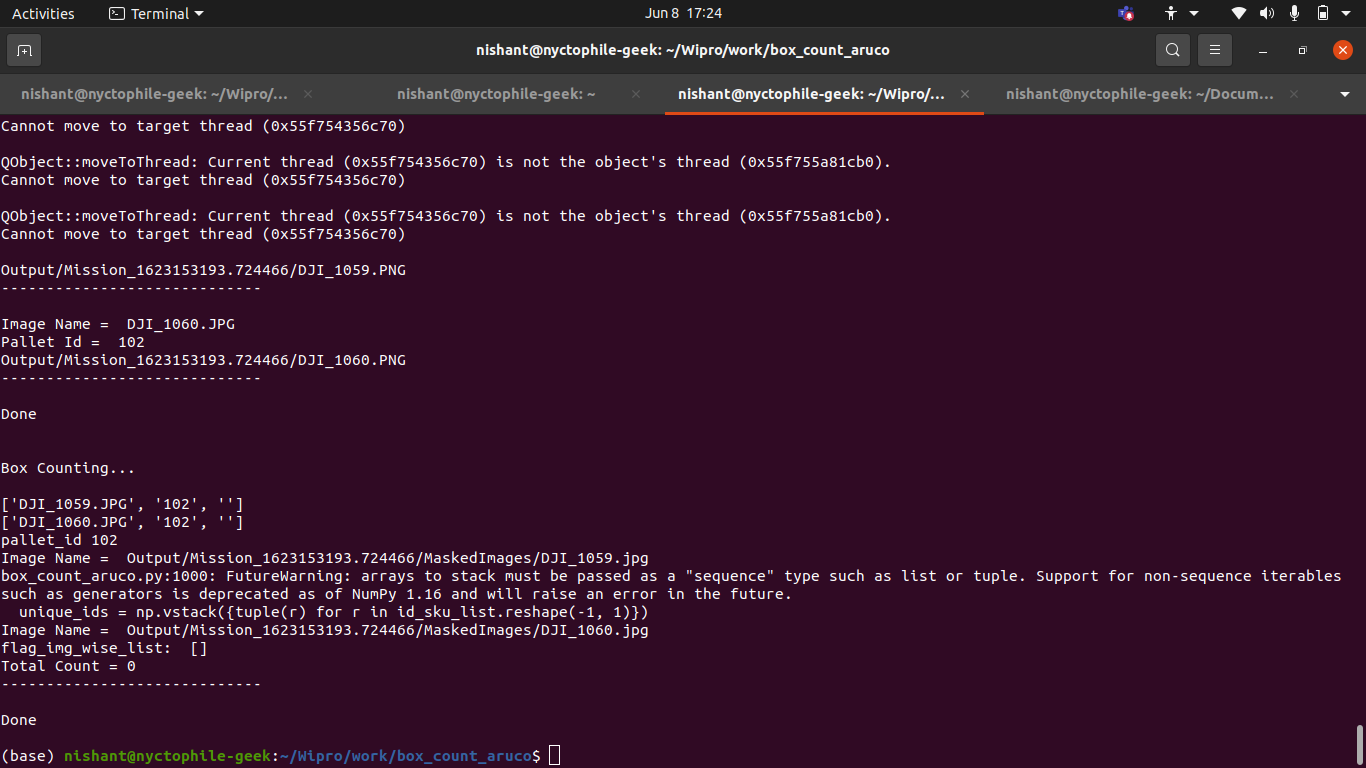 Activities Terminal Jun 8 17:24
nishant@nyctophile-geek: ~/Wipro/work/box_count_aruco
nishant@nyctophile-geek: ~/Wipro/... nishant@nyctophile-geek: ~ nishant@nyctophile-geek: ~/Wipro/... nishant@nyctophile-geek: ~/Docum...
Cannot move to target thread (0x55f754356c70)
QObject::moveToThread: Current thread (0x55f754356c70) is not the object's thread (0x55f755a81cb0).
Cannot move to target thread (0x55f754356c70)
QObject::moveToThread: Current thread (0x55f754356c70) is not the object's thread (0x55f755a81cb0).
Cannot move to target thread (0x55f754356c70)
Output/Mission_1623153193.724466/DJI_1059.PNG
-----------------------------
Image Name =  DJI_1060.JPG
Pallet Id =  102
Output/Mission_1623153193.724466/DJI_1060.PNG
-----------------------------
Done
Box Counting...
['DJI_1059.JPG', '102', '']
['DJI_1060.JPG', '102', '']
pallet_id 102
Image Name =  Output/Mission_1623153193.724466/MaskedImages/DJI_1059.jpg
box_count_aruco.py:1000: FutureWarning: arrays to stack must be passed as a "sequence" type such as list or tuple. Support for non-sequence iterables
such as generators is deprecated as of NumPy 1.16 and will raise an error in the future.
  unique_ids = np.vstack({tuple(r) for r in id_sku_list.reshape(-1, 1)})
Image Name =  Output/Mission_1623153193.724466/MaskedImages/DJI_1060.jpg
flag_img_wise_list:  []
Total Count = 0
-----------------------------
Done
(base) nishant@nyctophile-geek:~/Wipro/work/box_count_aruco$